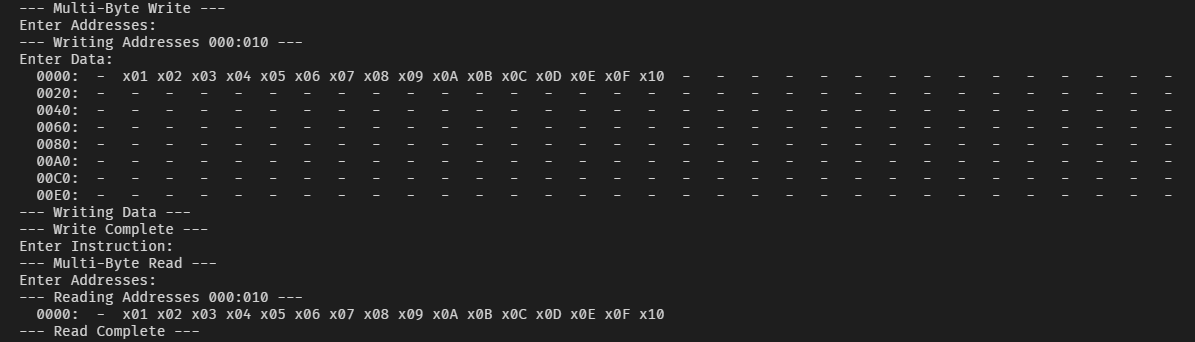 --- Multi-Byte Write ---
Enter Addresses:
--- Writing Addresses 000:010 ---
Enter Data:
0000:  -  x01 x02 x03 x04 x05 x06 x07 x08 x09 x0A x0B x0C x0D x0E x0F x10  -   -   -   -   -   -   -   -   -   -   -   -   -   -   -
0020:  -   -   -   -   -   -   -   -   -   -   -   -   -   -   -   -   -   -   -   -   -   -   -   -   -   -   -   -   -   -   -   -
0040:  -   -   -   -   -   -   -   -   -   -   -   -   -   -   -   -   -   -   -   -   -   -   -   -   -   -   -   -   -   -   -   -
0060:  -   -   -   -   -   -   -   -   -   -   -   -   -   -   -   -   -   -   -   -   -   -   -   -   -   -   -   -   -   -   -   -
0080:  -   -   -   -   -   -   -   -   -   -   -   -   -   -   -   -   -   -   -   -   -   -   -   -   -   -   -   -   -   -   -   -
00A0:  -   -   -   -   -   -   -   -   -   -   -   -   -   -   -   -   -   -   -   -   -   -   -   -   -   -   -   -   -   -   -   -
00C0:  -   -   -   -   -   -   -   -   -   -   -   -   -   -   -   -   -   -   -   -   -   -   -   -   -   -   -   -   -   -   -   -
00E0:  -   -   -   -   -   -   -   -   -   -   -   -   -   -   -   -   -   -   -   -   -   -   -   -   -   -   -   -   -   -   -   -
--- Writing Data ---
--- Write Complete ---
Enter Instruction:
--- Multi-Byte Read ---
Enter Addresses:
--- Reading Addresses 000:010 ---
0000:  -  x01 x02 x03 x04 x05 x06 x07 x08 x09 x0A x0B x0C x0D x0E x0F x10
--- Read Complete ---